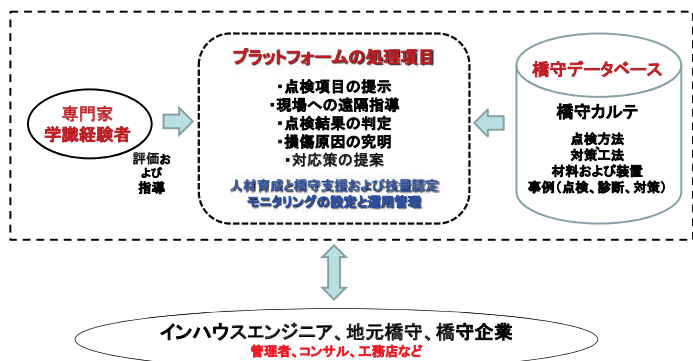 プラットフォームの処理項目
・点検項目の提示
・現場への遠隔指導
・点検結果の判定
・損傷原因の究明
・対応策の提案
人材育成と橋守支援および技量認定
モニタリングの設定と運用管理
専門家
学識経験者
評価お
よび
指導
橋守データベース
橋守カルテ
点検方法
対策工法
材料および装置
事例(点検、診断、対策)
インハウスエンジニア、地元橋守、橋守企業
管理者、コンサル、工務店など